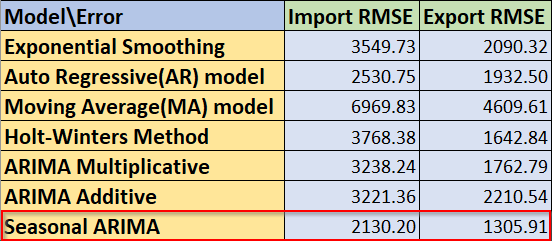 Model\Error Import RMSE Export RMSE
Exponential Smoothing 3549.73 2090.32
Auto Regressive(AR) model 2530.75 1932.50
Moving Average(MA) model 6969.83 4609.61
Holt-Winters Method 3768.38 1642.84
ARIMA Multiplicative 3238.24 1762.79
ARIMA Additive 3221.36 2210.54
Seasonal ARIMA 2130.20 1305.91